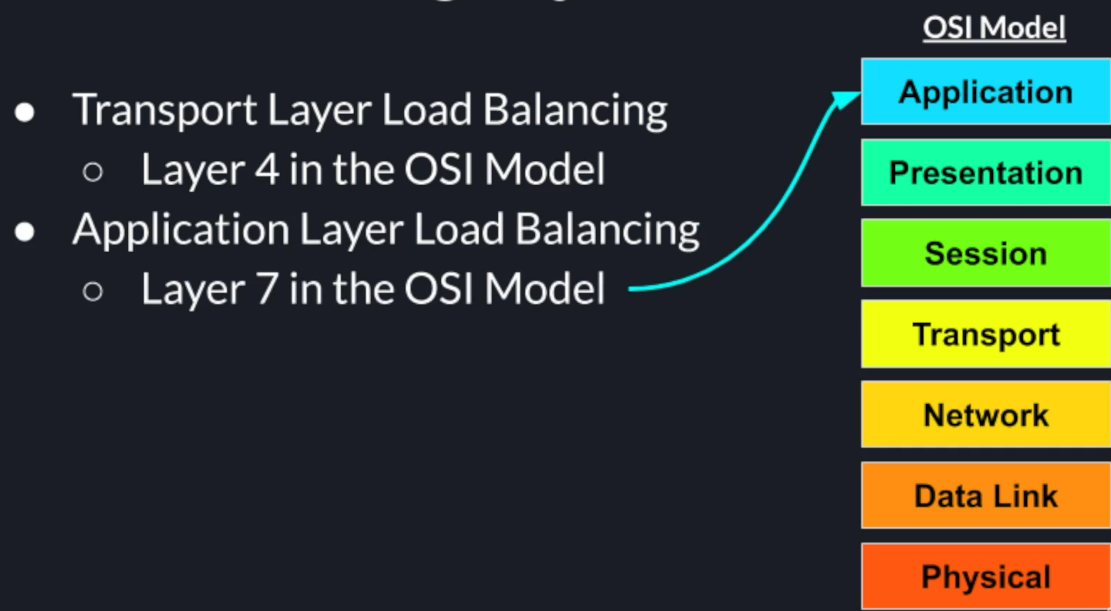 ● Transport Layer Load Balancing
○ Layer 4 in the OSI Model
● Application Layer Load Balancing
○ Layer 7 in the OSI Model
OSI Model
Application
Presentation
Session
Transport
Network
Data Link
Physical